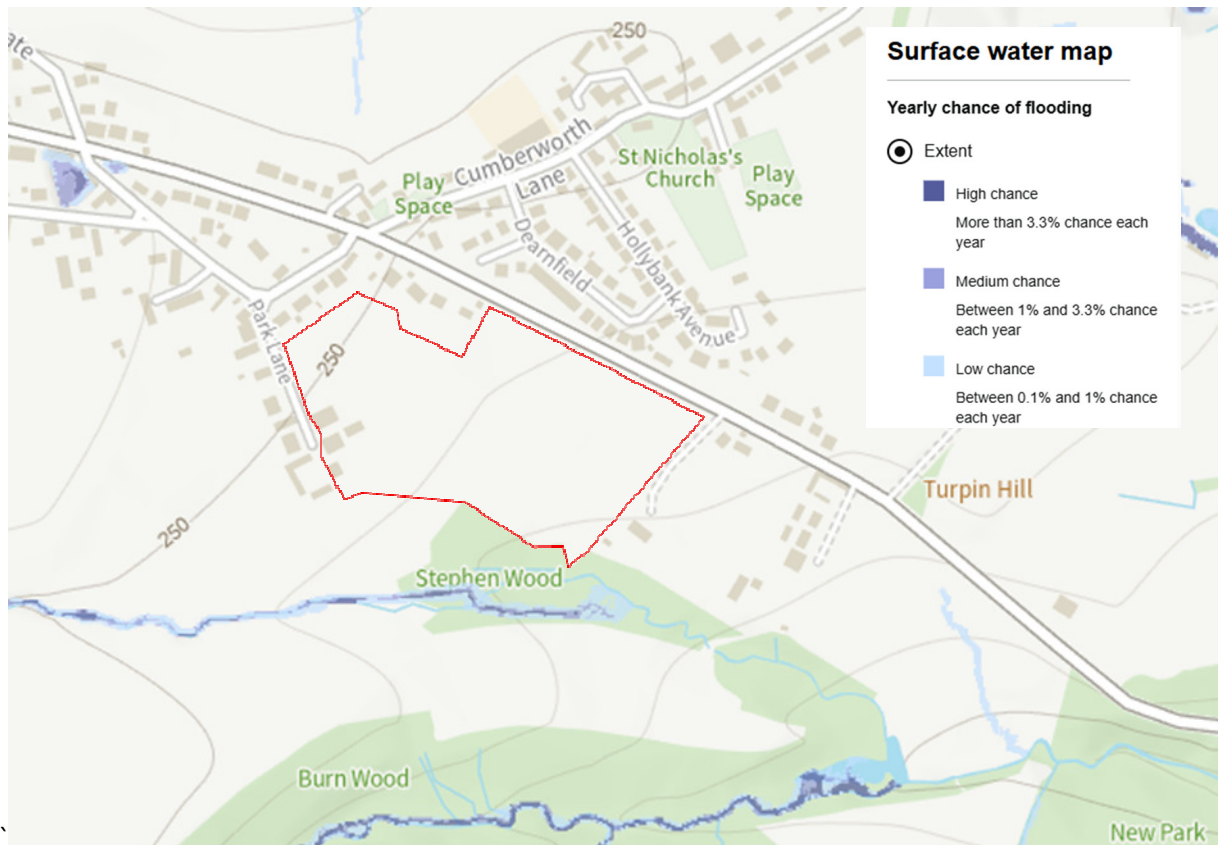 ate
250
Surface water map
Yearly chance of flooding
Extent
High chance
More than 3.3% chance each
year
Medium chance
Between 1% and 3.3% chance
each year
Low chance
Between 0.1% and 1% chance
each year
Cumberworth
Lane
St Nicholas's
Church
Play
Space
Play
Space
Dearnfield
Hollybank Avenue
Park Lane
250
250
Turpin Hill
Stephen Wood
Burn Wood
New Park
`